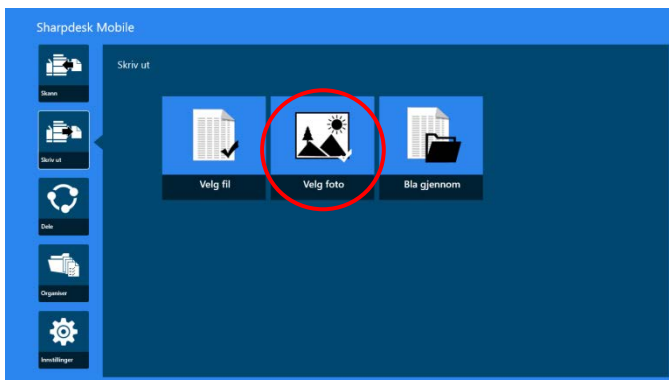 Sharpdesk Mobile
Skann
Skriv ut
Dele
Organiser
Innstillinger
Skriv ut
Velg fil
Velg foto
Bla gjennom